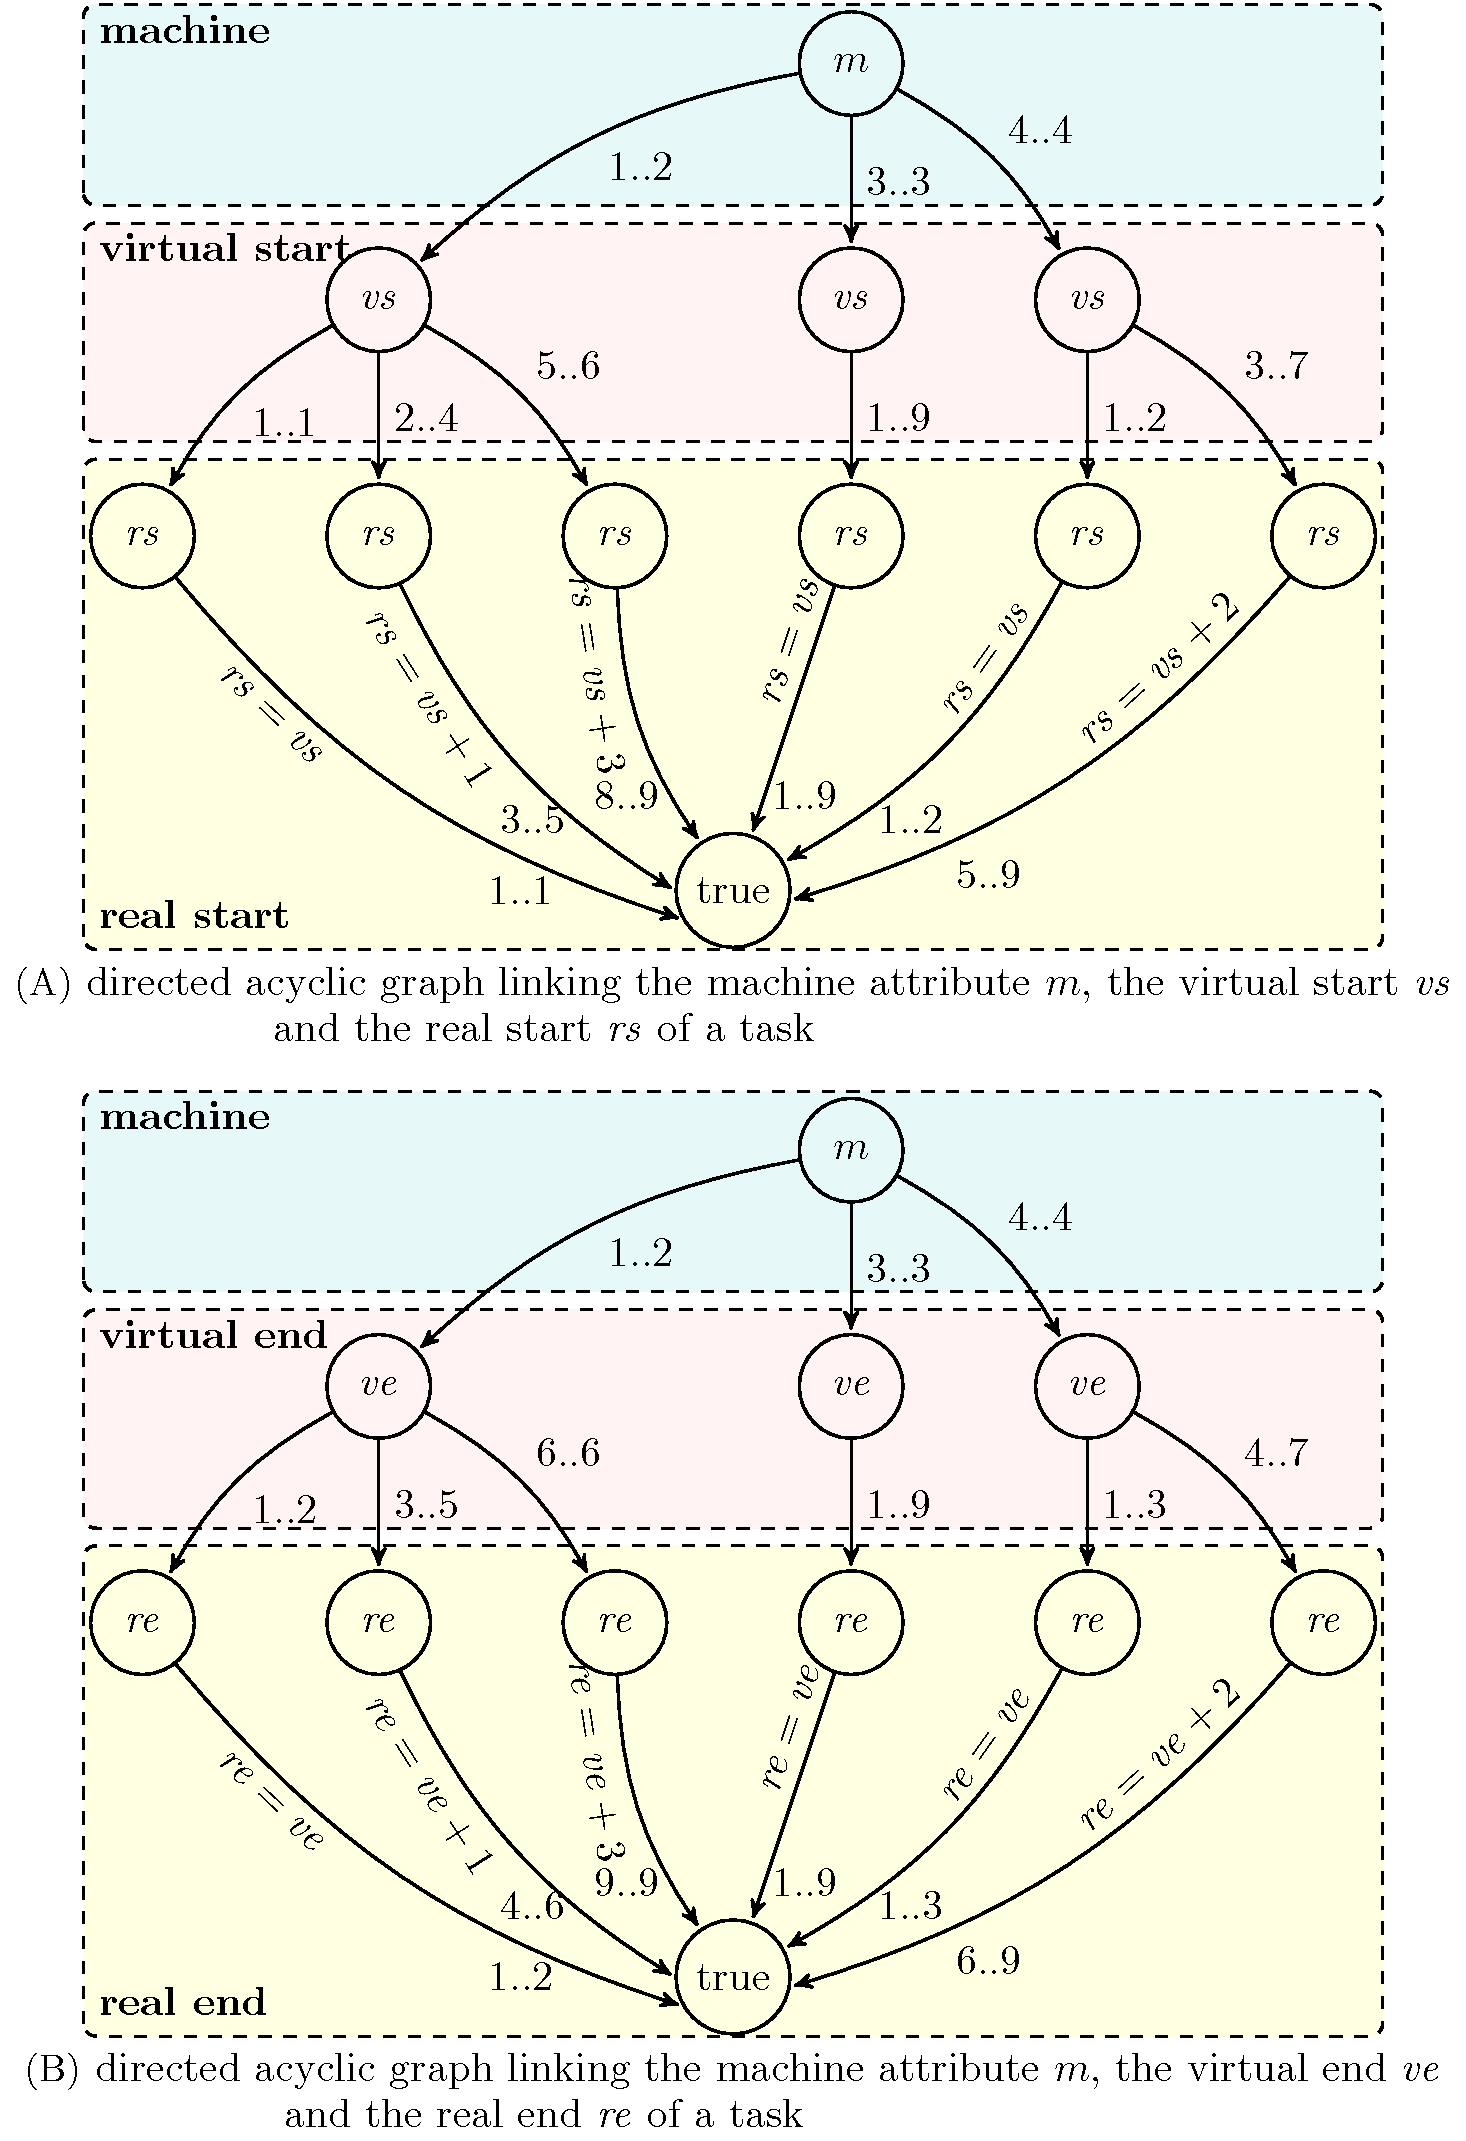 machine
m
1..2
3..3
4..4
virtual start
vs
vs
vs
1..1
2..4
5..6
1..9
1..2
3..7
rs
rs
rs
rs
rs
rs
rs = vs
rs = vs + 1
rs = vs + 3
rs = vs
rs = vs
rs = vs + 2
1..1
3..5
8..9
1..9
1..2
5..9
true
real start
(A) directed acyclic graph linking the machine attribute m, the virtual start vs
and the real start rs of a task
machine
m
1..2
3..3
4..4
virtual end
ve
ve
ve
1..2
3..5
6..6
1..9
1..3
4..7
re
re
re
re
re
re
re = ve
re = ve + 1
re = ve + 3
re = ve
re = ve
re = ve + 2
1..2
4..6
9..9
1..9
1..3
6..9
true
real end
(B) directed acyclic graph linking the machine attribute m, the virtual end ve
and the real end re of a task